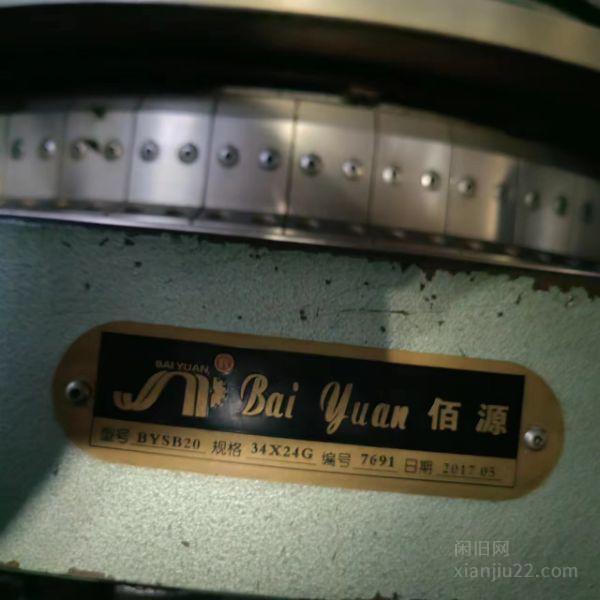 BAI YUAN
Bai Yuan 佰源
型号 BYSB20 规格 34X24G 编号 7691 日期 2017.05
闲旧网
xianjiu22.com